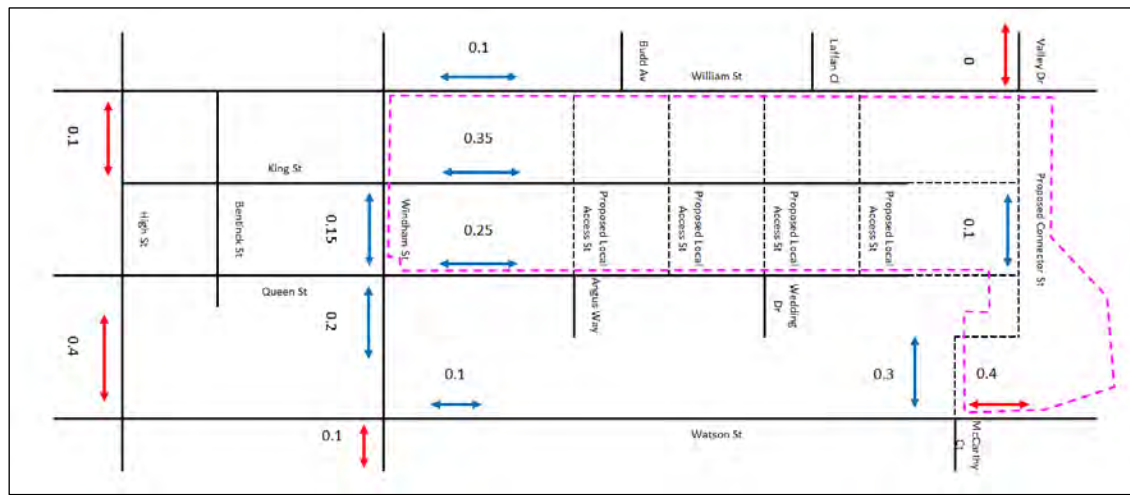 0.1
Budd Av
William St
Laffan Cl
0
Valley Dr
0.1
0.35
King St
High St
Bentinck St
0.15
Windham St
0.25
Proposed Local
Access St
Proposed Local
Access St
Proposed Local
Access St
Proposed Local
Access St
0.1
Proposed Connector St
Queen St
0.2
Angus Way
Wedding
Dr
0.4
0.1
0.3
0.4
0.1
Watson St
McCarthy
Ct